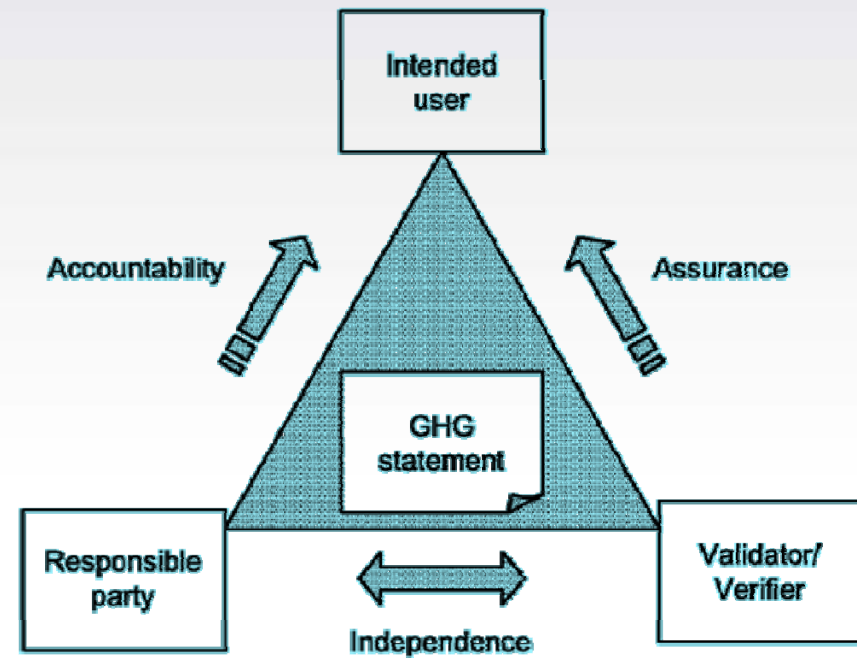 Intended
user
Accountability
Assurance
GHG
statement
Responsible
party
Validator/
Verifier
Independence